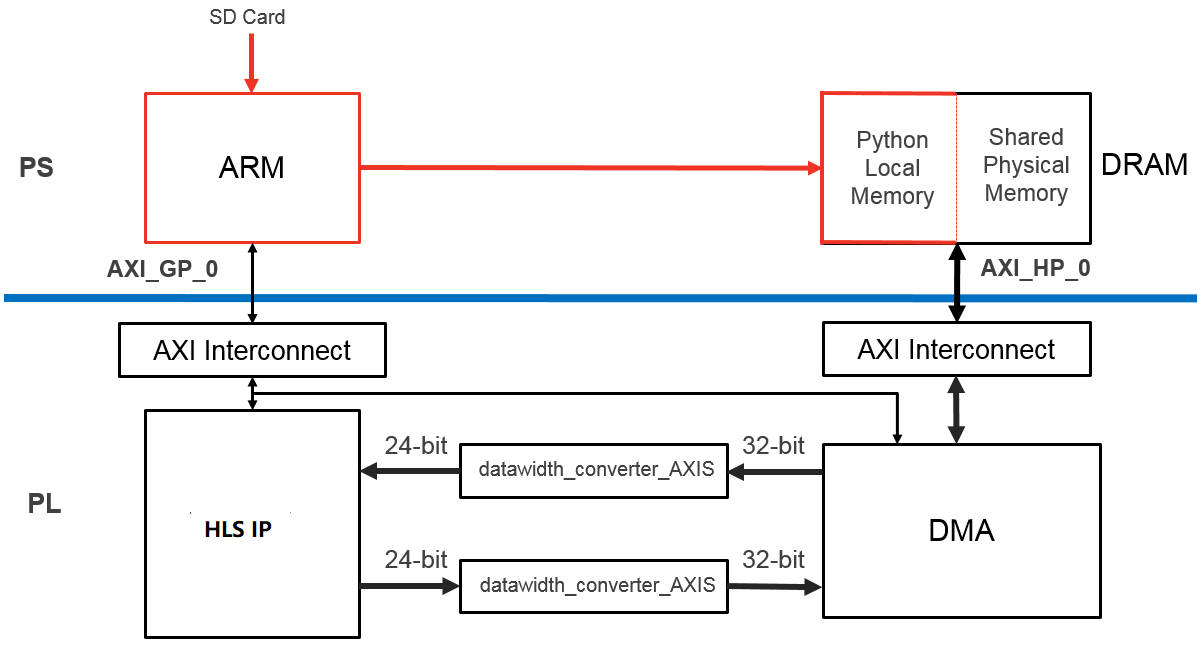 SD Card
PS
ARM
Python
Local
Memory
Shared
Physical
Memory
DRAM
AXI_GP_0
AXI_HP_0
AXI Interconnect
AXI Interconnect
PL
HLS IP
24-bit
datawidth_converter_AXIS
32-bit
24-bit
datawidth_converter_AXIS
32-bit
DMA